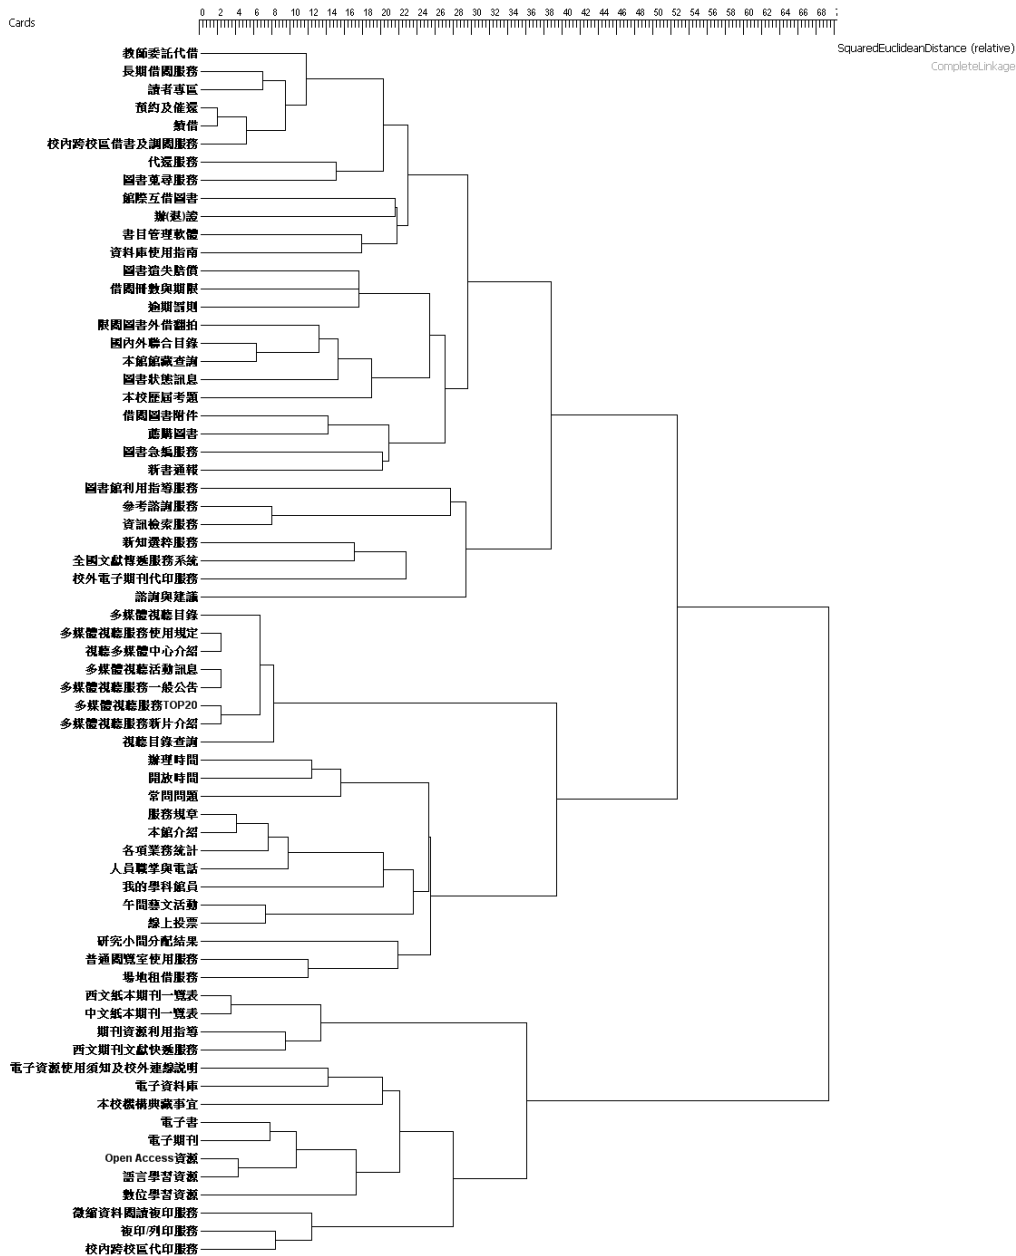 0 2 4 6 8 10 12 14 16 18 20 22 24 26 28 30 32 34 36 38 40 42 44 46 48 50 52 54 56 58 60 62 64 66 68
Cards
SquaredEuclideanDistance (relative)
CompleteLinkage
教師委託代借
長期借閱服務
讀者專區
預約及催還
續借
校內跨校區借書及調閱服務
代還服務
圖書蒐尋服務
館際互借圖書
辦(退)證
書目管理軟體
資料庫使用指南
圖書遺失賠償
借閱冊數與期限
逾期罰則
限閱圖書外借翻拍
國內外聯合目錄
本館館藏查詢
圖書狀態訊息
本校歷屆考題
借閱圖書附件
薦購圖書
圖書急編服務
新書通報
圖書館利用指導服務
參考諮詢服務
資訊檢索服務
新知選粹服務
全國文獻傳遞服務系統
校外電子期刊代印服務
諮詢與建議
多媒體視聽目錄
多媒體視聽服務使用規定
視聽多媒體中心介紹
多媒體視聽活動訊息
多媒體視聽服務一般公告
多媒體視聽服務TOP20
多媒體視聽服務新片介紹
視聽目錄查詢
辦理時間
開放時間
常問問題
服務規章
本館介紹
各項業務統計
人員職掌與電話
我的學科館員
午間藝文活動
線上投票
研究小間分配結果
普通閱覽室使用服務
場地租借服務
西文紙本期刊一覽表
中文紙本期刊一覽表
期刊資源利用指導
西文期刊文獻快遞服務
電子資源使用須知及校外連線說明
電子資料庫
本校機構典藏事宜
電子書
電子期刊
Open Access資源
語言學習資源
數位學習資源
微縮資料閱讀複印服務
複印/列印服務
校內跨校區代印服務